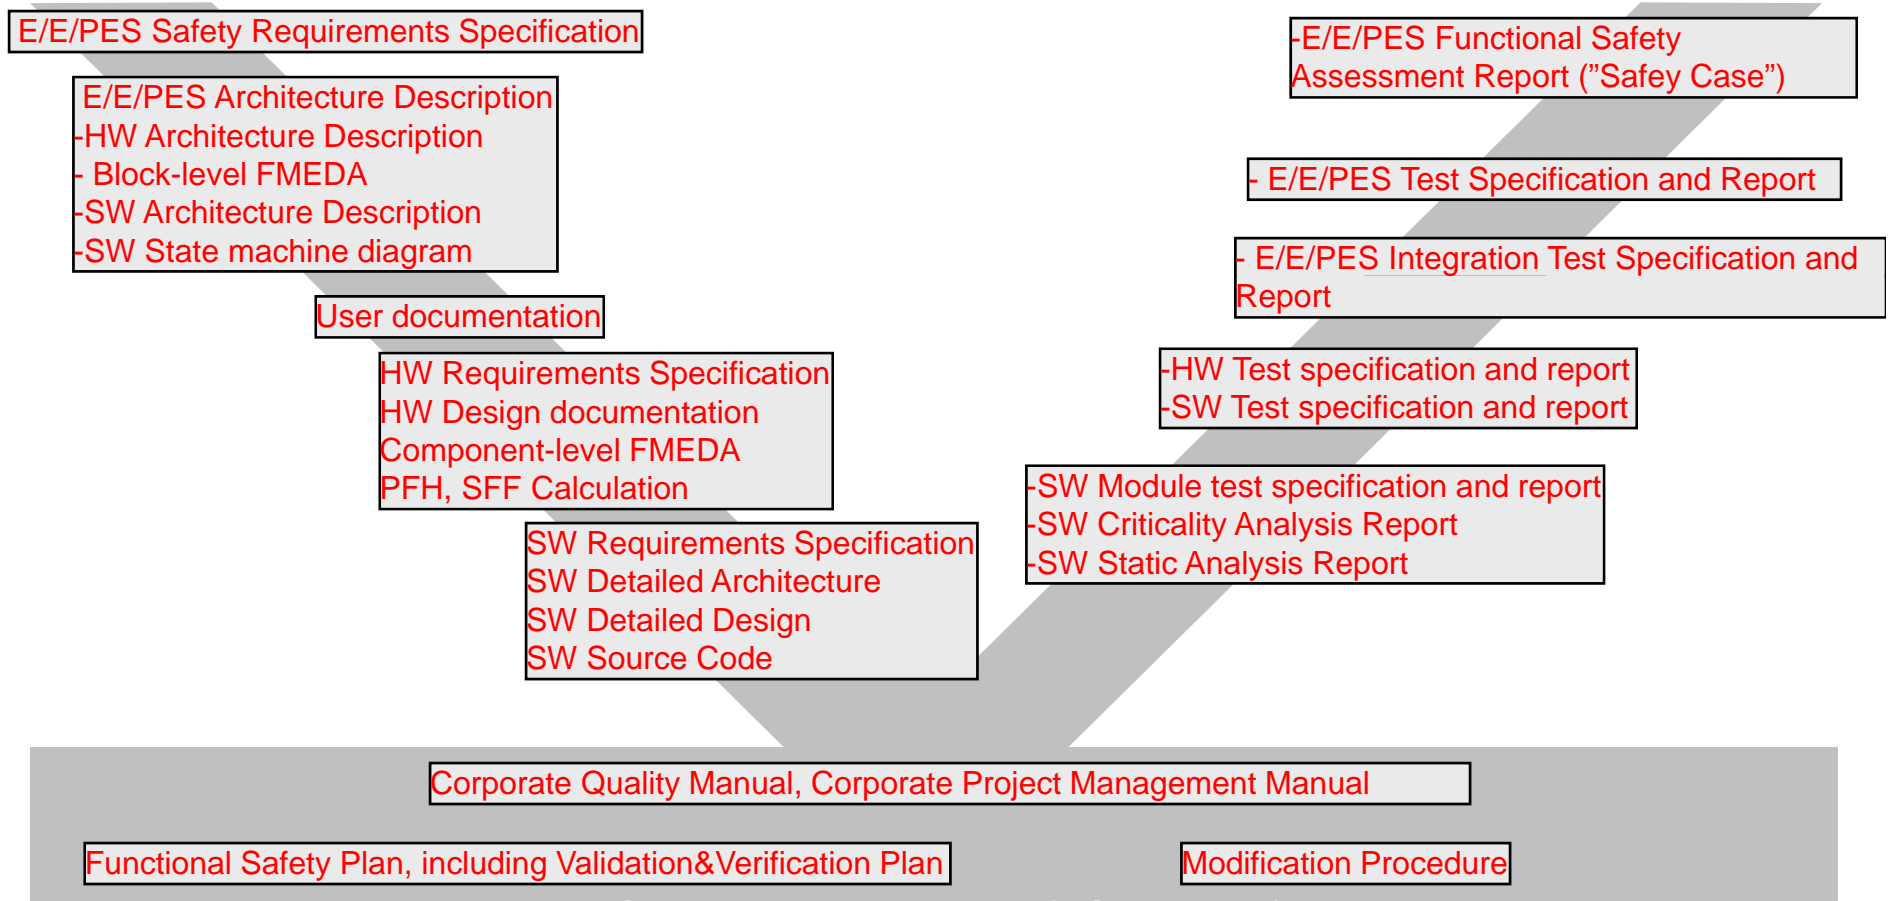 E/E/PES Safety Requirements Specification
E/E/PES Architecture Description
-HW Architecture Description
- Block-level FMEDA
-SW Architecture Description
-SW State machine diagram
User documentation
HW Requirements Specification
HW Design documentation
Component-level FMEDA
PFH, SFF Calculation
SW Requirements Specification
SW Detailed Architecture
SW Detailed Design
SW Source Code
-E/E/PES Functional Safety
Assessment Report (”Safey Case”)
- E/E/PES Test Specification and Report
- E/E/PES Integration Test Specification and
Report
-HW Test specification and report
-SW Test specification and report
-SW Module test specification and report
-SW Criticality Analysis Report
-SW Static Analysis Report
Corporate Quality Manual, Corporate Project Management Manual
Functional Safety Plan, including Validation&Verification Plan
Modification Procedure